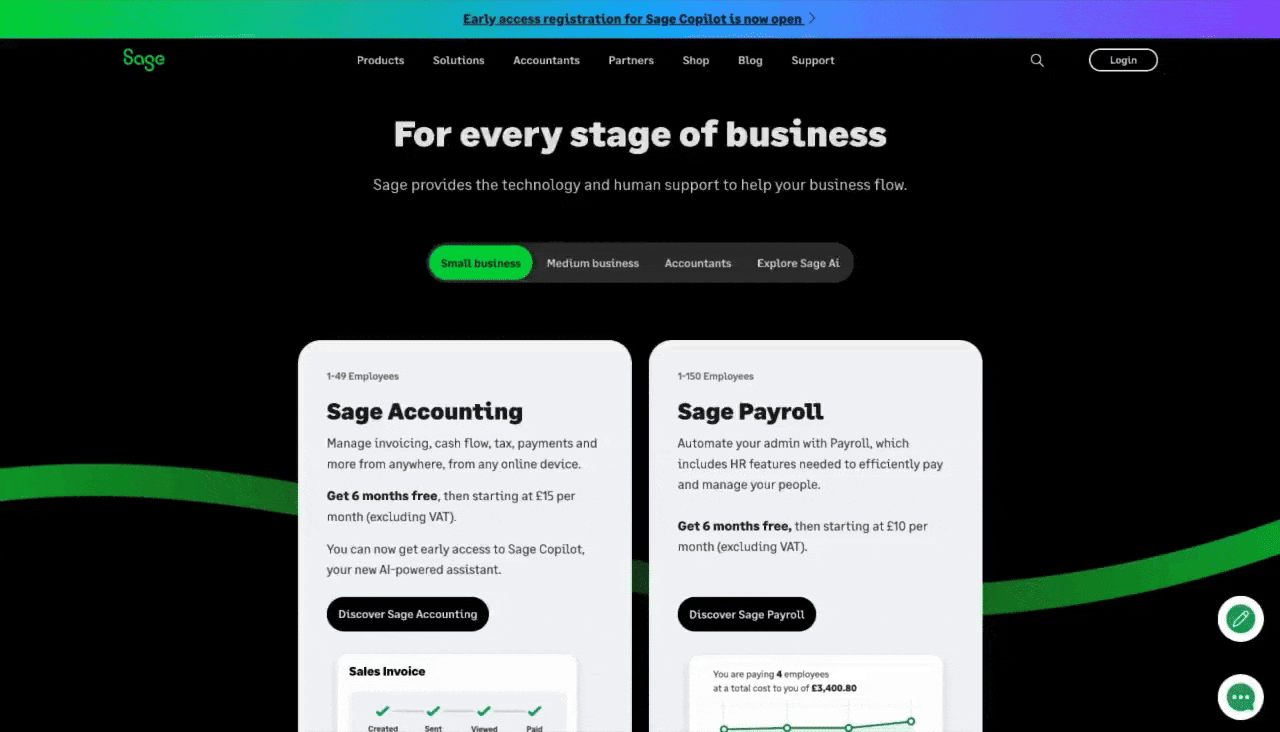 Early access registration for Sage Copilot is now open
Sage
Products Solutions Accountants Partners Shop Blog Support
Login
For every stage of business
Sage provides the technology and human support to help your business flow.
Small business Medium business Accountants Explore Sage Ai
1-49 Employees
Sage Accounting
Manage invoicing, cash flow, tax, payments and
more from anywhere, from any online device.
Get 6 months free, then starting at £15 per
month (excluding VAT).
You can now get early access to Sage Copilot,
your new AI-powered assistant.
Discover Sage Accounting
Sales Invoice
Created Sent Viewed Paid
1-150 Employees
Sage Payroll
Automate your admin with Payroll, which
includes HR features needed to efficiently pay
and manage your people.
Get 6 months free, then starting at £10 per
month (excluding VAT).
Discover Sage Payroll
You are paying 4 employees
at a total cost to you of £3,400.80